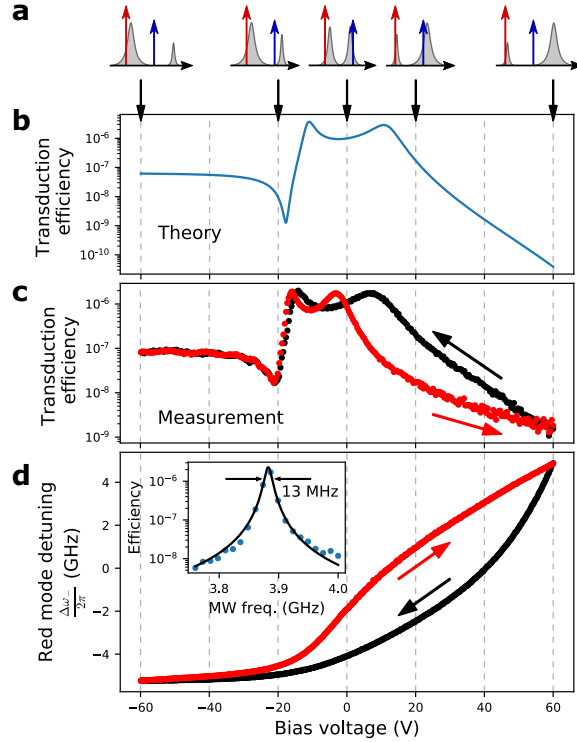 a
b
Transduction
efficiency
10⁻⁶
10⁻⁷
10⁻⁸
10⁻⁹
10⁻¹⁰
Theory
c
Transduction
efficiency
10⁻⁶
10⁻⁷
10⁻⁸
10⁻⁹
Measurement
d
Red mode detuning
Δω₋/2π (GHz)
4
2
0
−2
−4
Efficiency
10⁻⁶
10⁻⁷
10⁻⁸
13 MHz
3.8 3.9 4.0
MW freq. (GHz)
−60 −40 −20 0 20 40 60
Bias voltage (V)